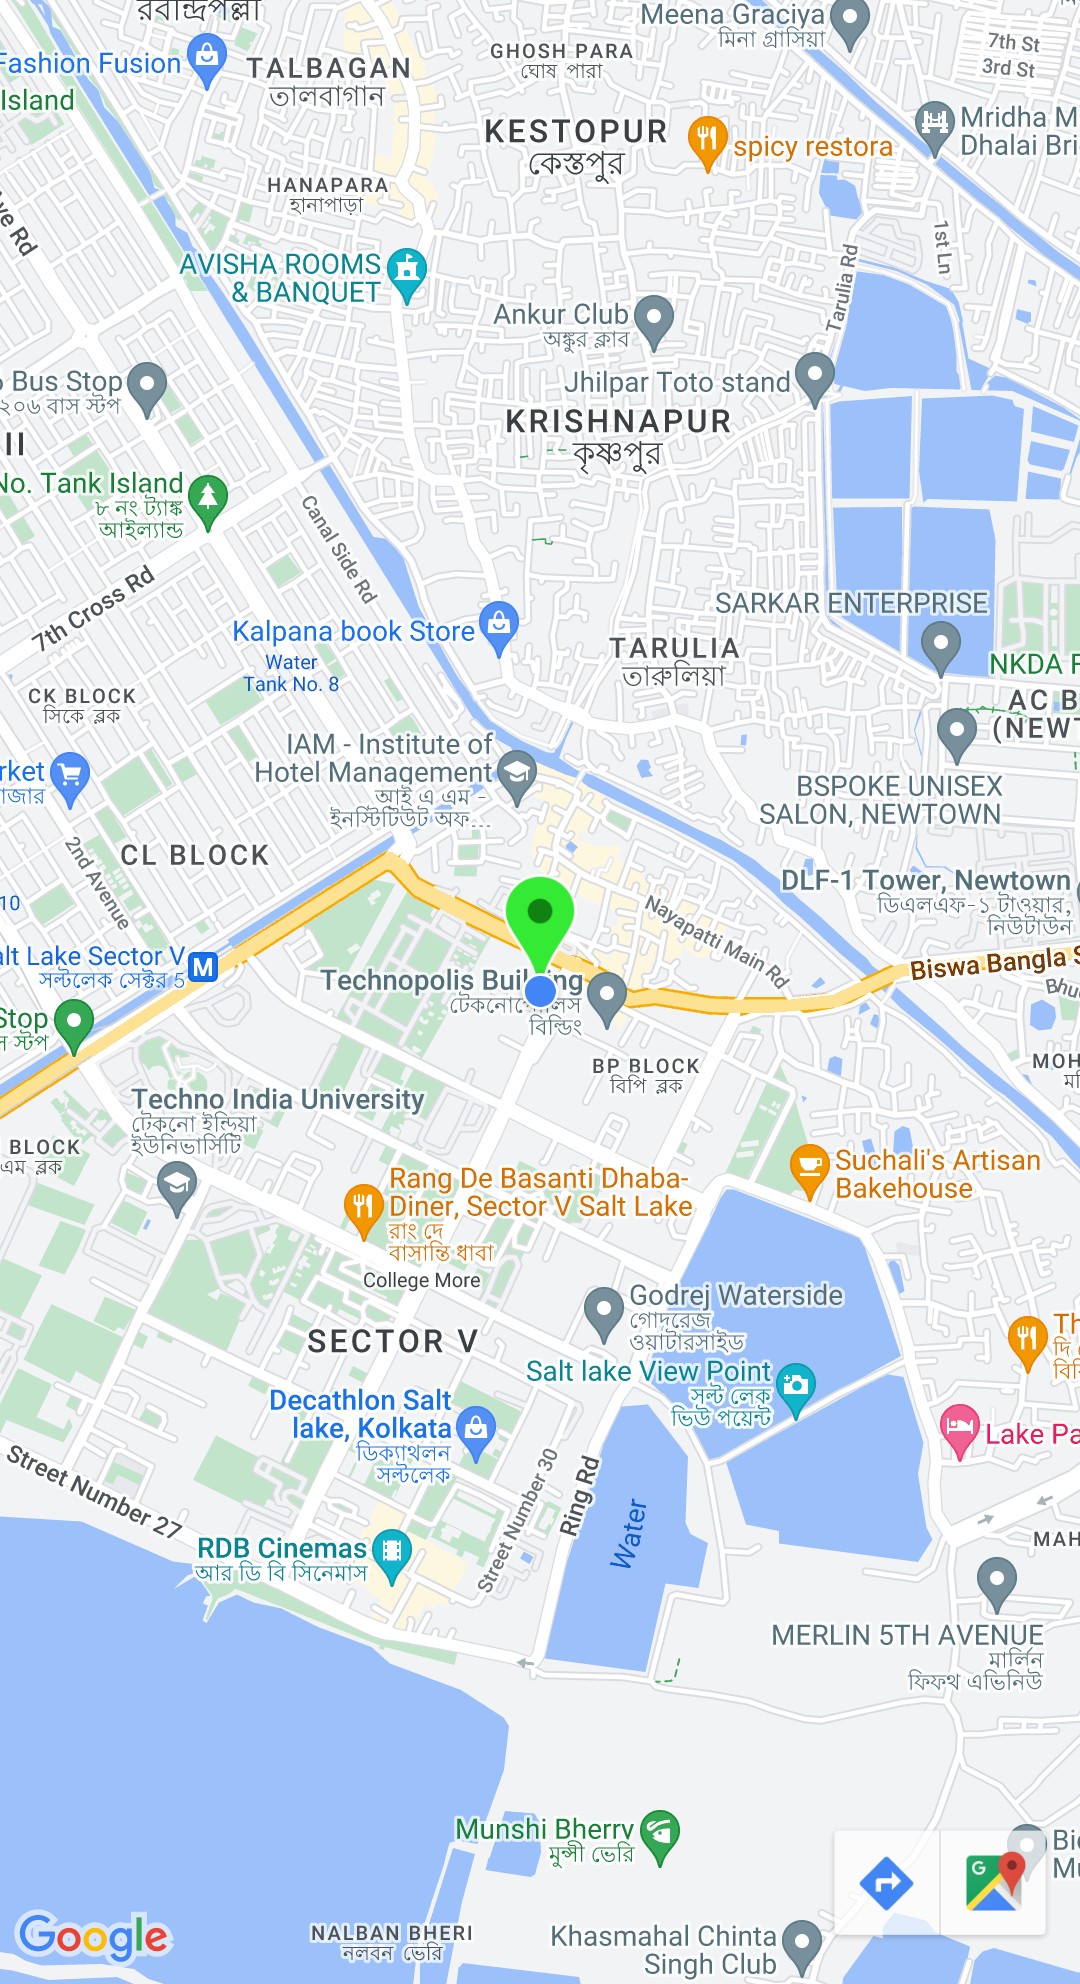 রবীন্দ্রপল্লী
Meena Graciya
মিনা গ্রাসিয়া
7th St
3rd St
Fashion Fusion
Island
TALBAGAN
তালবাগান
GHOSH PARA
ঘোষ পারা
KESTOPUR
কেস্তপুর
spicy restora
Mridha M
Dhalai Bri
HANAPARA
হানাপাড়া
ve Rd
1st Ln
AVISHA ROOMS
& BANQUET
Tarulia Rd
Ankur Club
অঙ্কুর ক্লাব
Bus Stop
২০৬ বাস স্টপ
Jhilpar Toto stand
KRISHNAPUR
কৃষ্ণপুর
II
No. Tank Island
৮ নং ট্যাঙ্ক
আইল্যান্ড
Canal Side Rd
7th Cross Rd
SARKAR ENTERPRISE
Kalpana book Store
Water
Tank No. 8
TARULIA
তারুলিয়া
NKDA
CK BLOCK
সিকে ব্লক
AC B
(NEWT
IAM - Institute of
Hotel Management
আই এ এম -
ইনস্টিটিউট অফ...
rket
াজার
BSPOKE UNISEX
SALON, NEWTOWN
2nd Avenue
CL BLOCK
DLF-1 Tower, Newtown
ডিএলএফ-১ টাওয়ার,
নিউটাউন
10
Nayapatti Main Rd
alt Lake Sector V
সল্টলেক সেক্টর 5
M
Technopolis Building
বিল্ডিং
Biswa Bangla S
Bhu
Stop
স স্টপ
BP BLOCK
বিপি ব্লক
MOH
মি
Techno India University
টেকনো ইন্ডিয়া
ইউনিভার্সিটি
BLOCK
এম ব্লক
Suchali's Artisan
Bakehouse
Rang De Basanti Dhaba-
Diner, Sector V Salt Lake
রাং দে
বাসান্তি ধাবা
College More
Godrej Waterside
গোদরেজ
ওয়াটারসাইড
SECTOR V
Th
দি
বি
Salt lake View Point
সল্ট লেক
ভিউ পয়েন্ট
Decathlon Salt
lake, Kolkata
ডিক্যাথলন
সল্টলেক
Lake Pa
Street Number 27
Street Number 30
Ring Rd
Water
RDB Cinemas
আর ডি বি সিনেমাস
MAH
MERLIN 5TH AVENUE
মার্লিন
ফিফথ এভিনিউ
Munshi Bherry
মুন্সী ভেরি
Bi
Mu
G
Google
NALBAN BHERI
নলবন ভেরি
Khasmahal Chinta
Singh Club